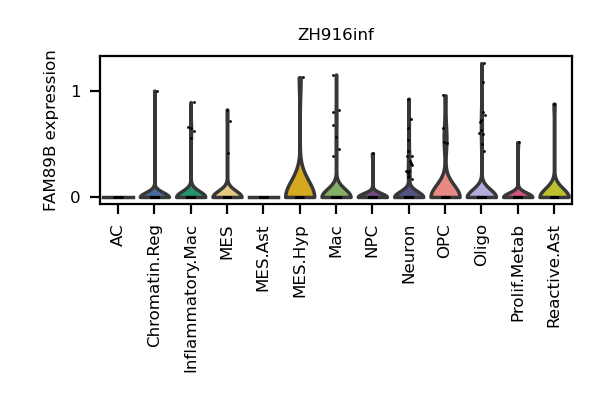 ZH916inf
FAM89B expression
1
0
AC
Chromatin.Reg
Inflammatory.Mac
MES
MES.Ast
MES.Hyp
Mac
NPC
Neuron
OPC
Oligo
Prolif.Metab
Reactive.Ast